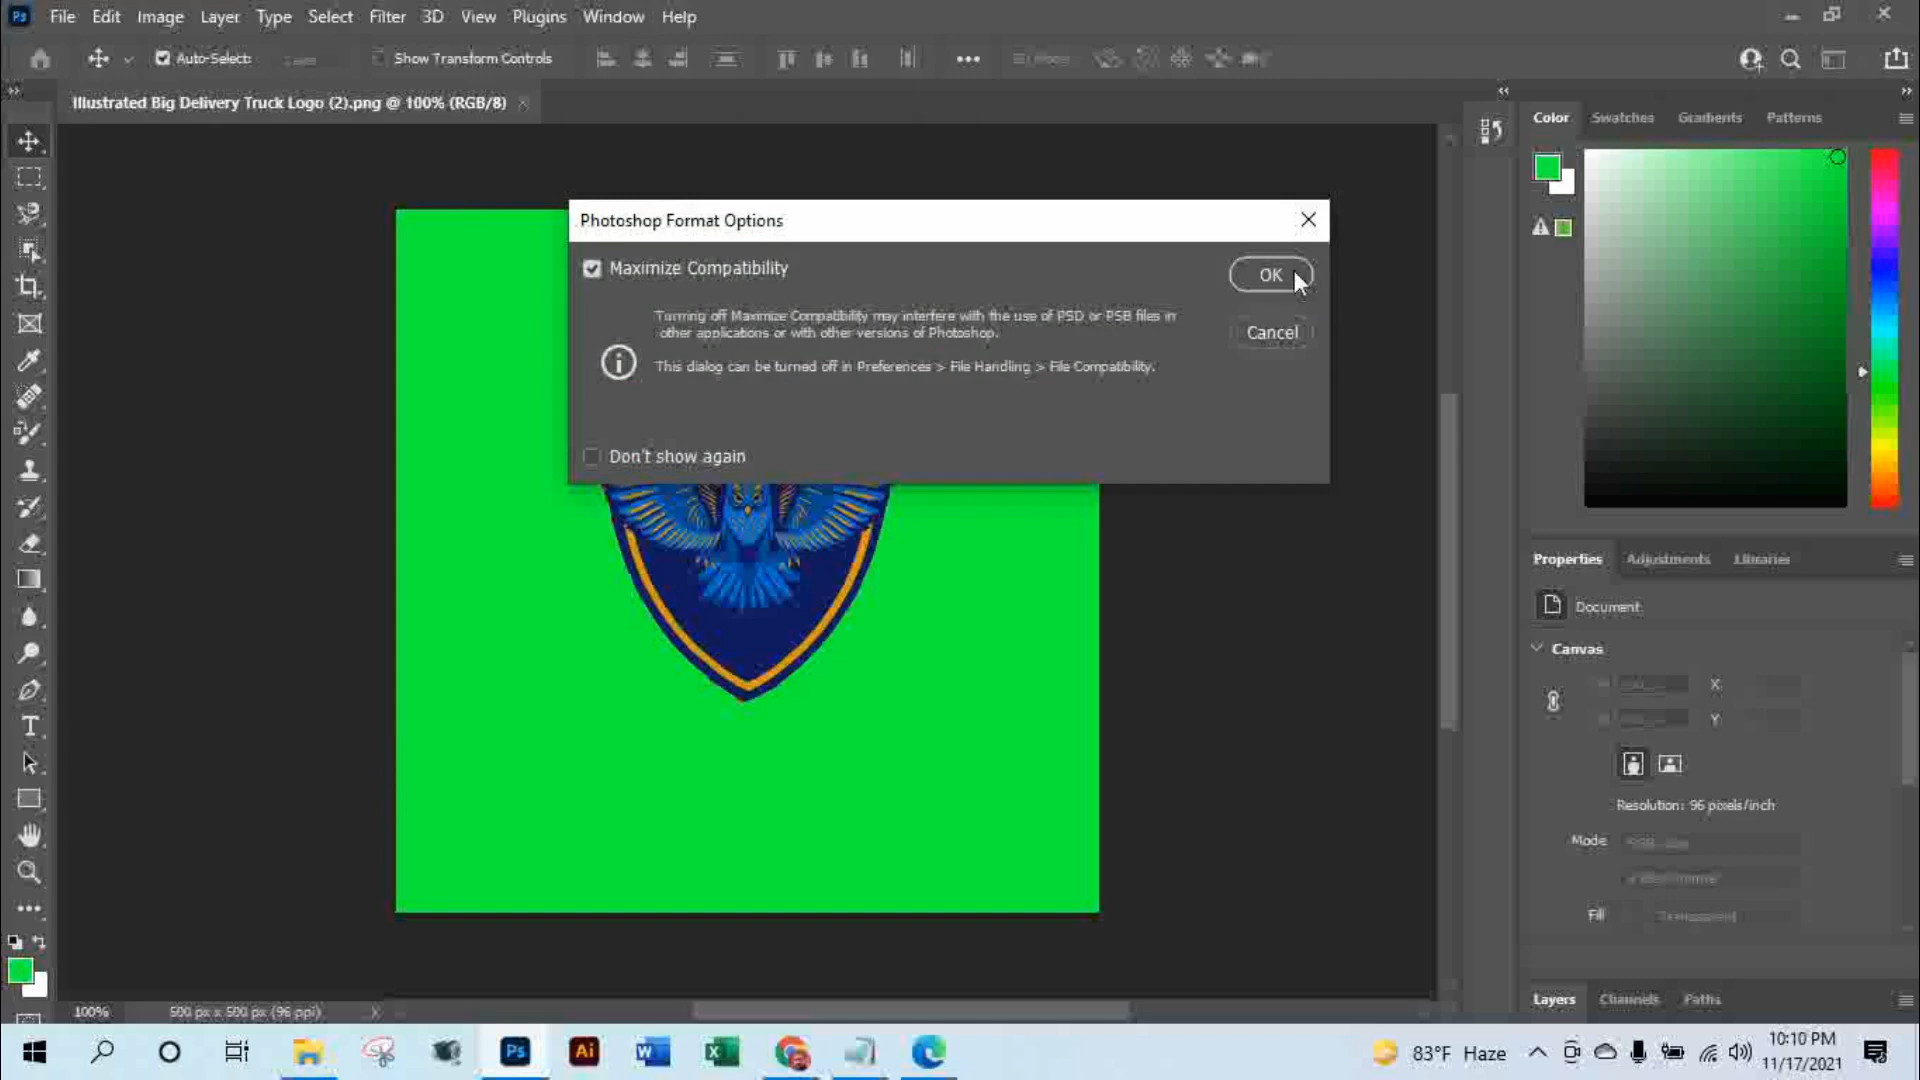 Ps File Edit Image Layer Type Select Filter 3D View Plugins Window Help
Auto-Select: Show Transform Controls
Illustrated Big Delivery Truck Logo (2).png @ 100% (RGB/8)
Color Swatches Gradients Patterns
Photoshop Format Options
Maximize Compatibility
OK
Turning off Maximize Compatibility may interfere with the use of PSD or PSB files in
other applications or with other versions of Photoshop.
Cancel
This dialog can be turned off in Preferences > File Handling > File Compatibility.
Don't show again
Properties Adjustments Libraries
Document
Canvas
X
Y
Resolution: 96 pixels/inch
Mode
Fill
T
100% 500 px x 500 px (96 ppi)
Layers Channels Paths
Ps Ai W X
83°F Haze
10:10 PM
11/17/2021